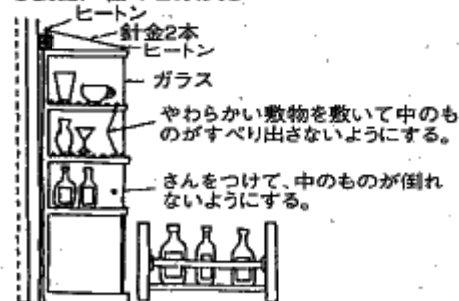 ヒートン
針金2本
ヒートン
ガラス
やわらかい敷物を敷いて中のも
のがすべり出さないようにする。
さんをつけて、中のものが倒れ
ないようにする。